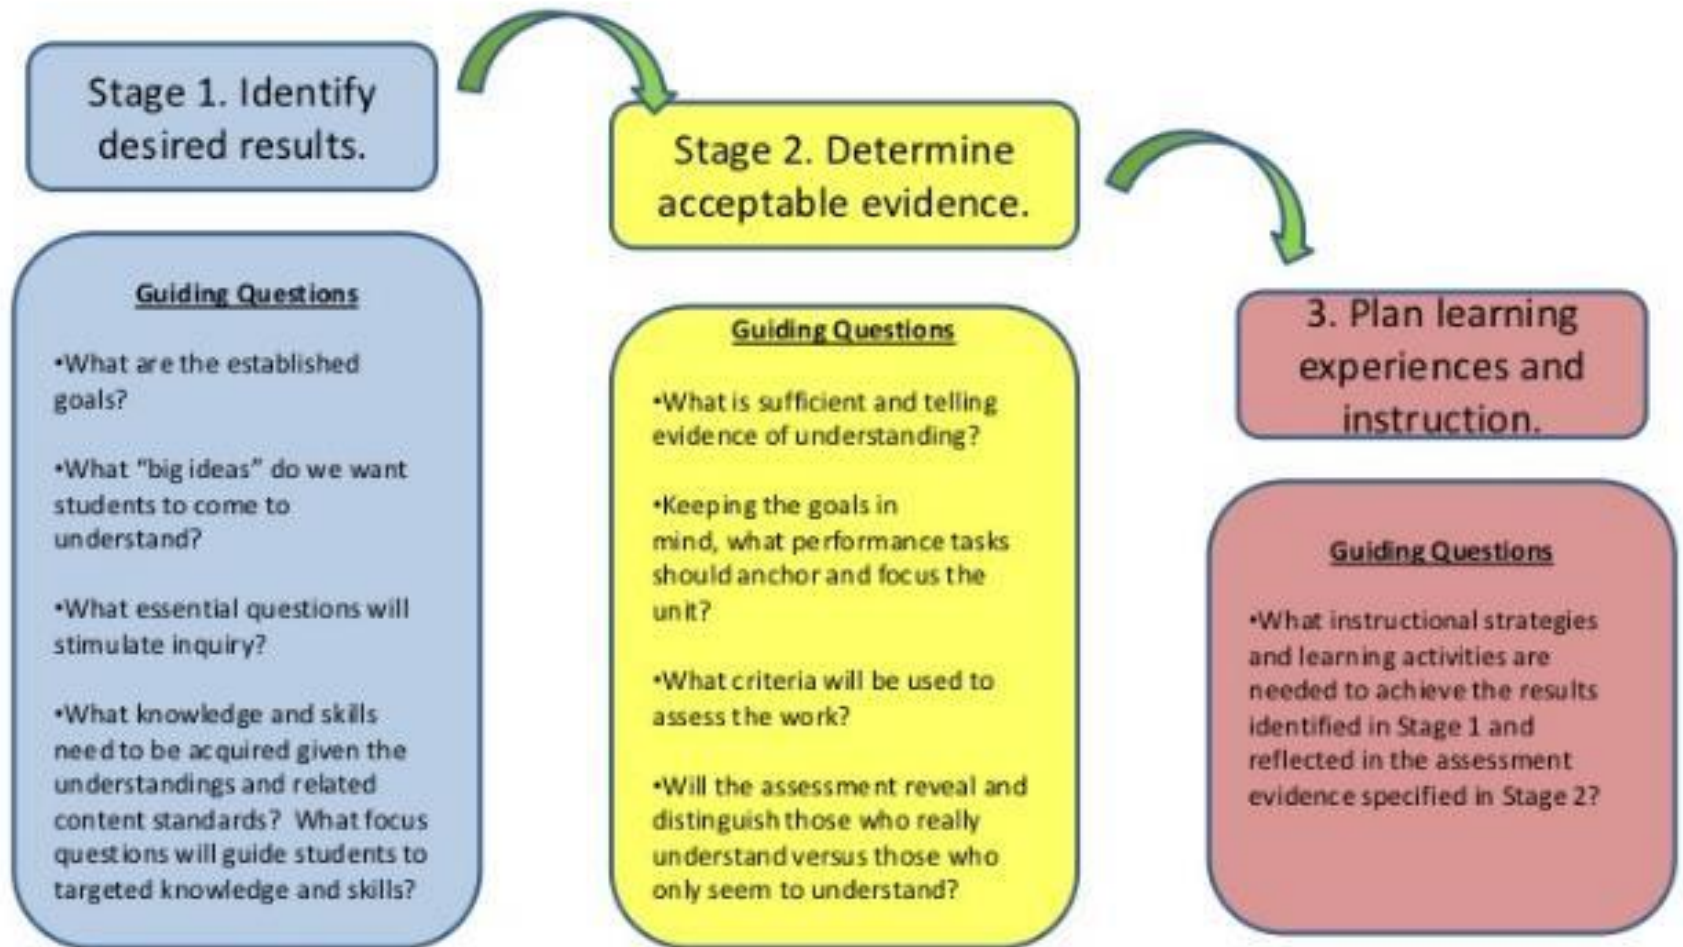 Stage 1. Identify
desired results.
Guiding Questions
•What are the established
goals?
•What “big ideas” do we want
students to come to
understand?
•What essential questions will
stimulate inquiry?
•What knowledge and skills
need to be acquired given the
understandings and related
content standards? What focus
questions will guide students to
targeted knowledge and skills?
Stage 2. Determine
acceptable evidence.
Guiding Questions
•What is sufficient and telling
evidence of understanding?
•Keeping the goals in
mind, what performance tasks
should anchor and focus the
unit?
•What criteria will be used to
assess the work?
•Will the assessment reveal and
distinguish those who really
understand versus those who
only seem to understand?
3. Plan learning
experiences and
instruction.
Guiding Questions
•What instructional strategies
and learning activities are
needed to achieve the results
identified in Stage 1 and
reflected in the assessment
evidence specified in Stage 2?